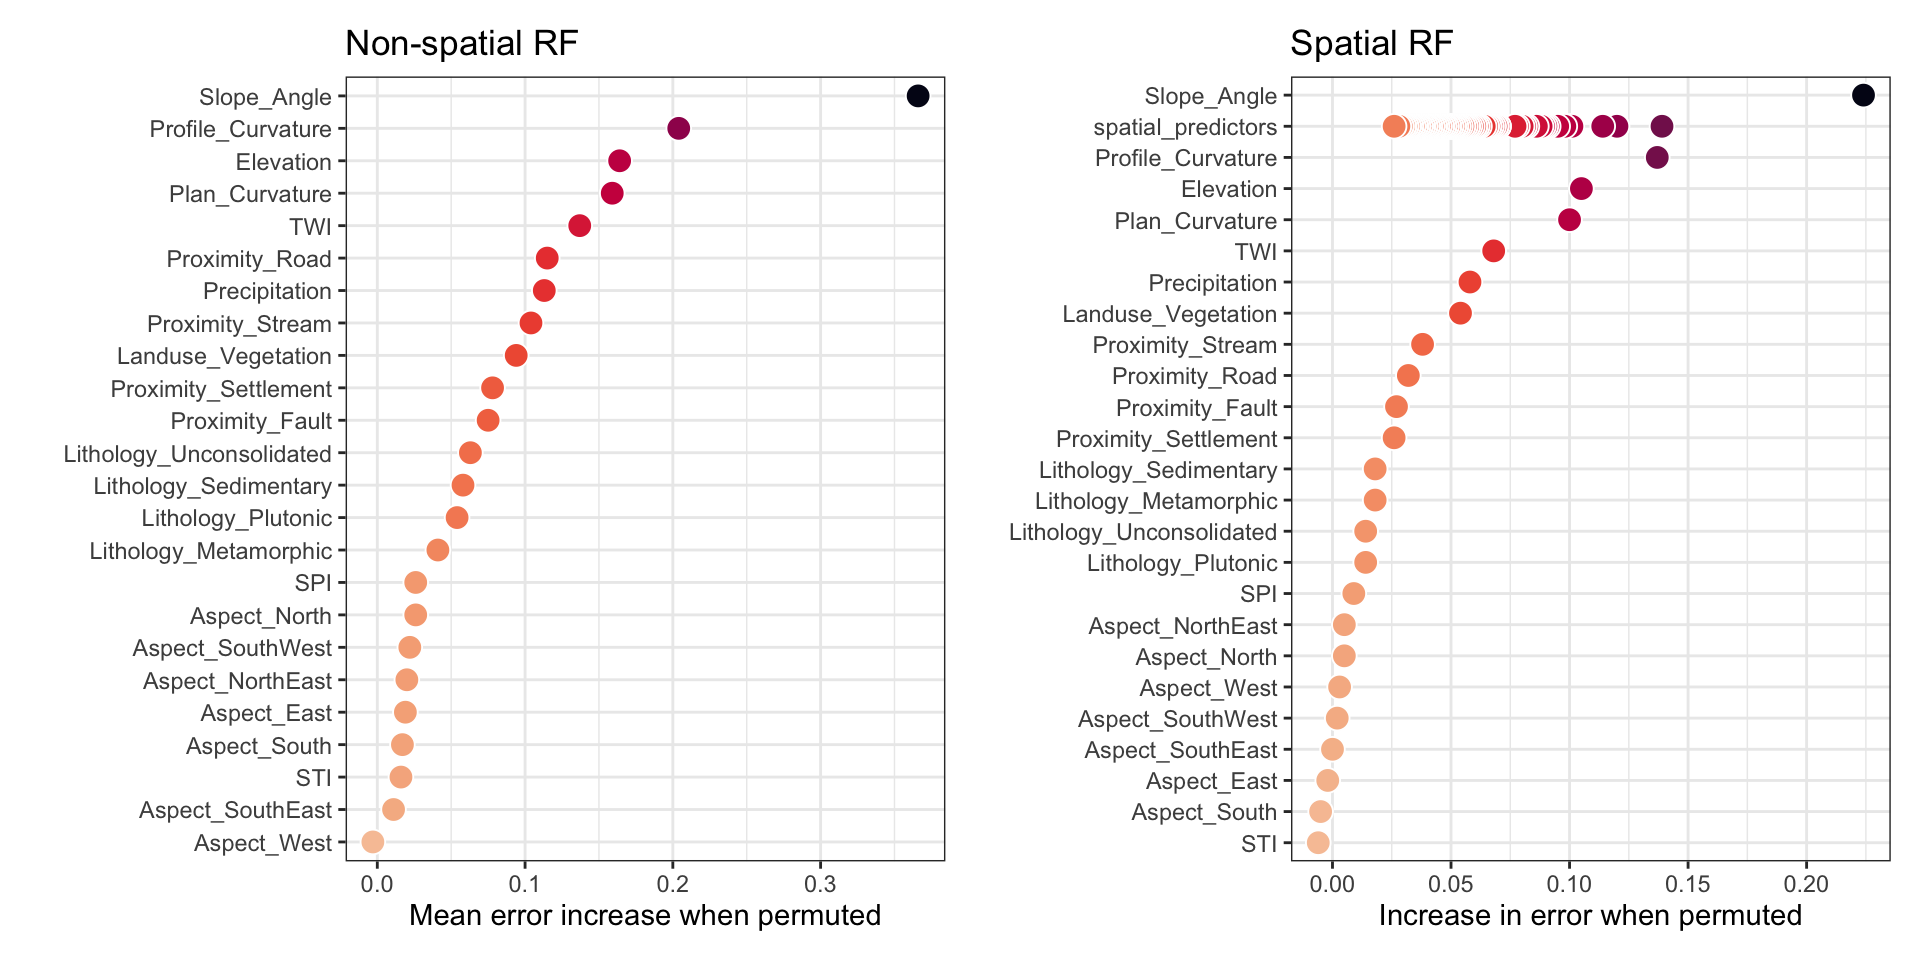 Non-spatial RF
Slope_Angle
Profile_Curvature
Elevation
Plan_Curvature
TWI
Proximity_Road
Precipitation
Proximity_Stream
Landuse_Vegetation
Proximity_Settlement
Proximity_Fault
Lithology_Unconsolidated
Lithology_Sedimentary
Lithology_Plutonic
Lithology_Metamorphic
SPI
Aspect_North
Aspect_SouthWest
Aspect_NorthEast
Aspect_East
Aspect_South
STI
Aspect_SouthEast
Aspect_West
0.0 0.1 0.2 0.3
Mean error increase when permuted
Spatial RF
Slope_Angle
spatial_predictors
Profile_Curvature
Elevation
Plan_Curvature
TWI
Precipitation
Landuse_Vegetation
Proximity_Stream
Proximity_Road
Proximity_Fault
Proximity_Settlement
Lithology_Sedimentary
Lithology_Metamorphic
Lithology_Unconsolidated
Lithology_Plutonic
SPI
Aspect_NorthEast
Aspect_North
Aspect_West
Aspect_SouthWest
Aspect_SouthEast
Aspect_East
Aspect_South
STI
0.00 0.05 0.10 0.15 0.20
Increase in error when permuted